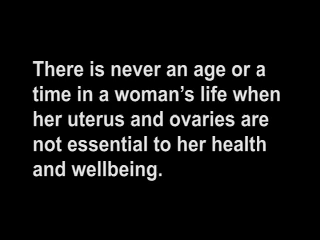 There is never an age or a
time in a woman’s life when
her uterus and ovaries are
not essential to her health
and wellbeing.